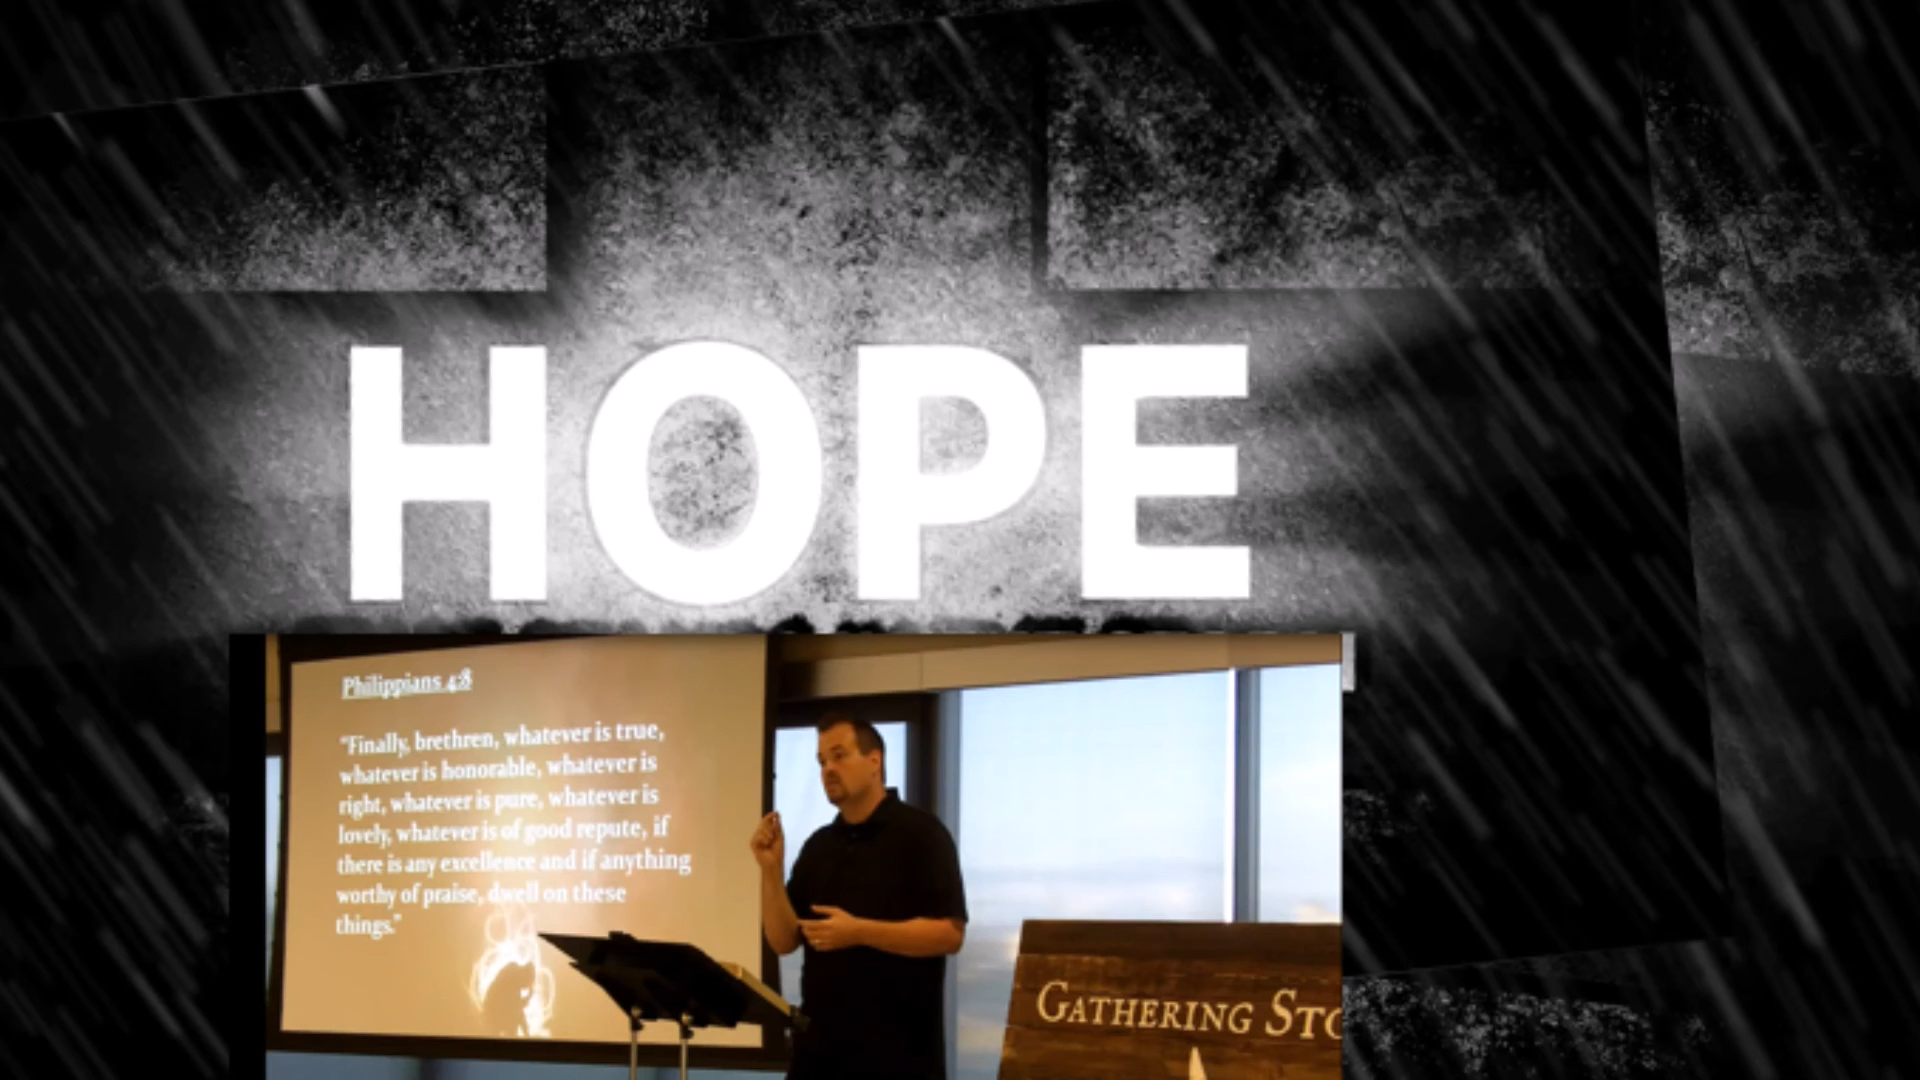 HOPE
Philippians 4:8
"Finally, brethren, whatever is true,
whatever is honorable, whatever is
right, whatever is pure, whatever is
lovely, whatever is of good repute, if
there is any excellence and if anything
worthy of praise, dwell on these
things."
GATHERING STO